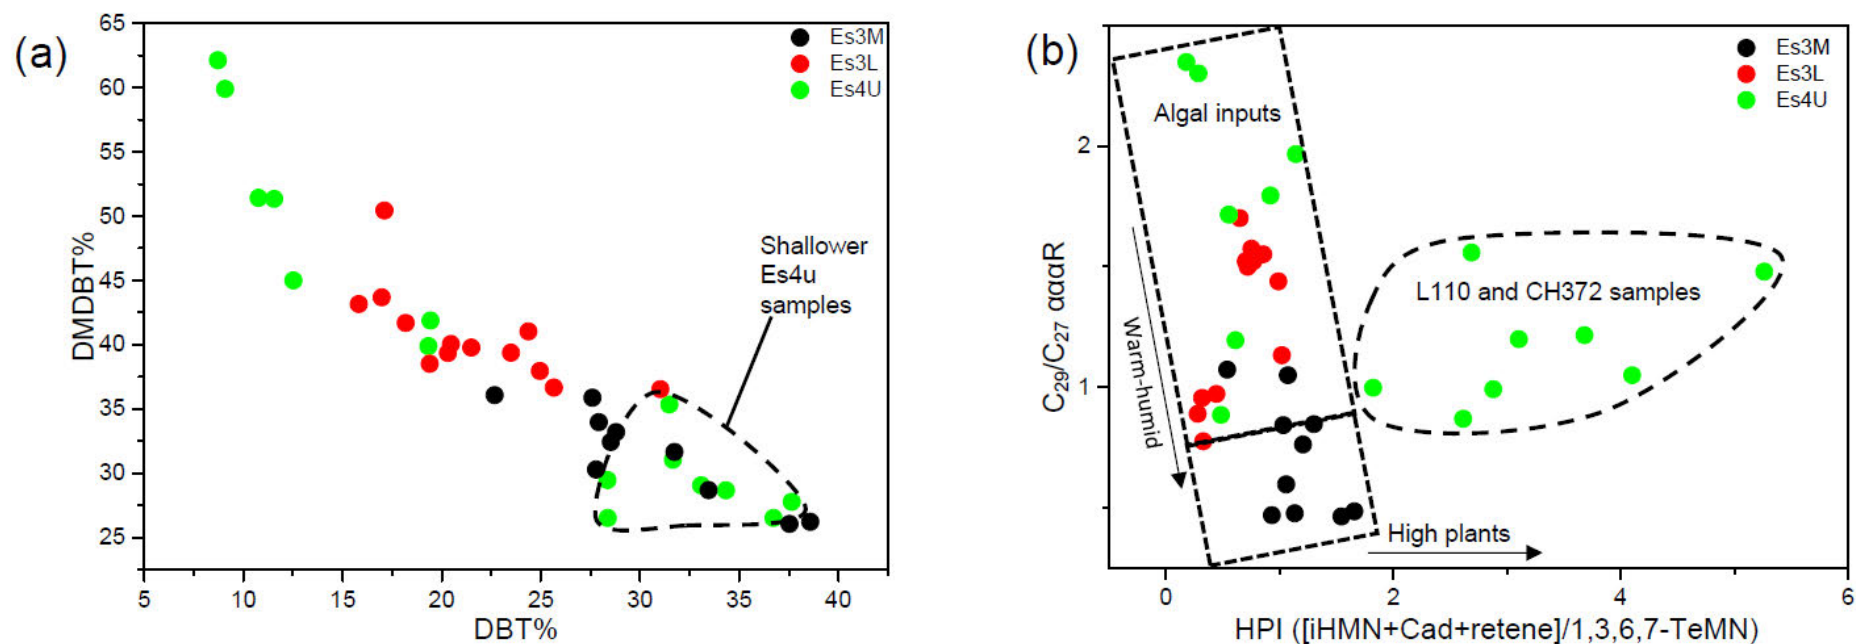 (a)
65
60
55
50
45
40
35
30
25
DMDBT%
5
10
15
20
25
30
35
40
DBT%
Es3M
Es3L
Es4U
Shallower
Es4u
samples
(b)
2
1
C₂₉/C₂₇ αααR
0
2
4
6
HPI ([iHMN+Cad+retene]/1,3,6,7-TeMN)
Es3M
Es3L
Es4U
Algal inputs
L110 and CH372 samples
Warm-humid
High plants